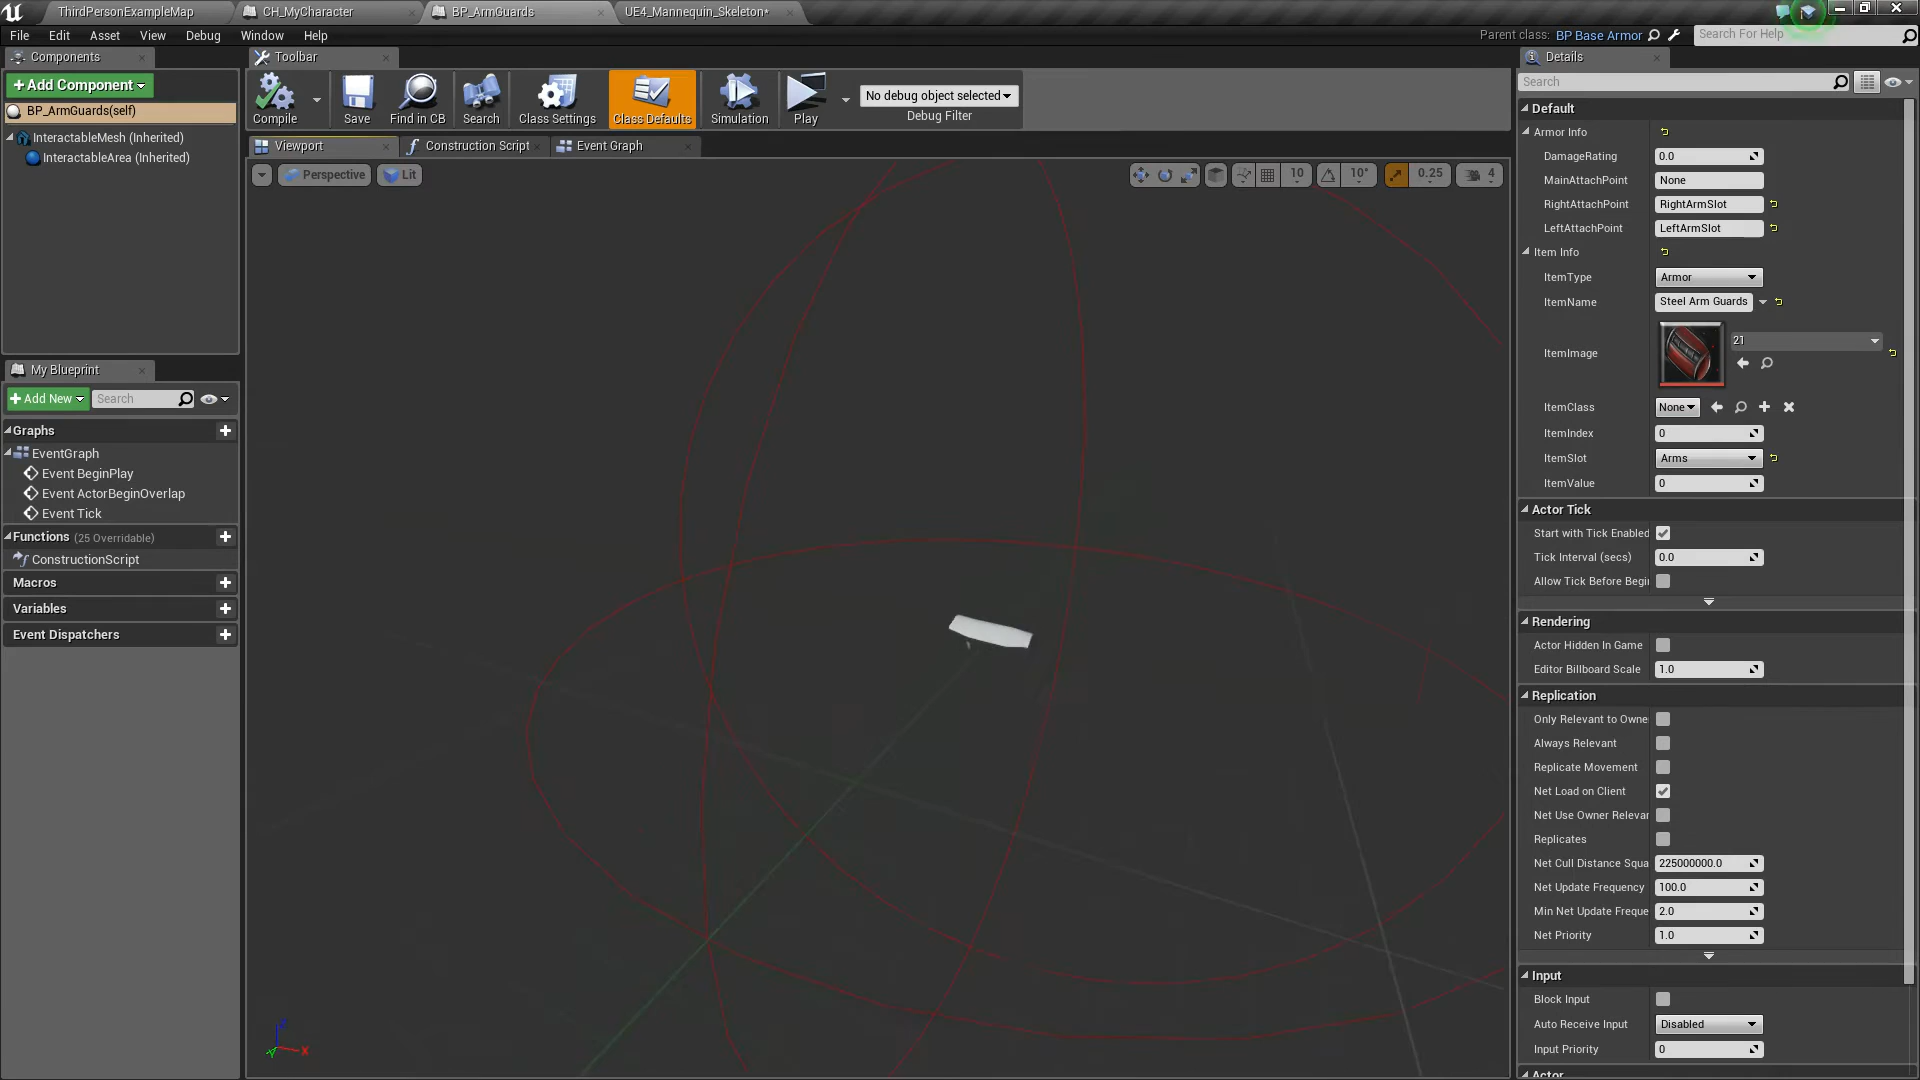 ThirdPersonExampleMap
CH_MyCharacter
BP_ArmGuards
UE4_Mannequin_Skeleton*
File Edit Asset View Debug Window Help
Parent class: BP Base Armor
Search For Help
Components
+Add Component
BP_ArmGuards(self)
InteractableMesh (Inherited)
InteractableArea (Inherited)
My Blueprint
+Add New
Search
Graphs
EventGraph
Event BeginPlay
Event ActorBeginOverlap
Event Tick
Functions (25 Overridable)
ConstructionScript
Macros
Variables
Event Dispatchers
Toolbar
Compile
Save
Find in CB
Search
Class Settings
Class Defaults
Simulation
Play
No debug object selected
Debug Filter
Viewport
Construction Script
Event Graph
Perspective
Lit
10
10°
0.25
4
Z
Y
X
Details
Search
Default
Armor Info
DamageRating 0.0
MainAttachPoint None
RightAttachPoint RightArmSlot
LeftAttachPoint LeftArmSlot
Item Info
ItemType Armor
ItemName Steel Arm Guards
ItemImage 21
ItemClass None
ItemIndex 0
ItemSlot Arms
ItemValue 0
Actor Tick
Start with Tick Enabled
Tick Interval (secs) 0.0
Allow Tick Before Begi
Rendering
Actor Hidden In Game
Editor Billboard Scale 1.0
Replication
Only Relevant to Owne
Always Relevant
Replicate Movement
Net Load on Client
Net Use Owner Relevar
Replicates
Net Cull Distance Squa 225000000.0
Net Update Frequency 100.0
Min Net Update Freque 2.0
Net Priority 1.0
Input
Block Input
Auto Receive Input Disabled
Input Priority 0
Actor